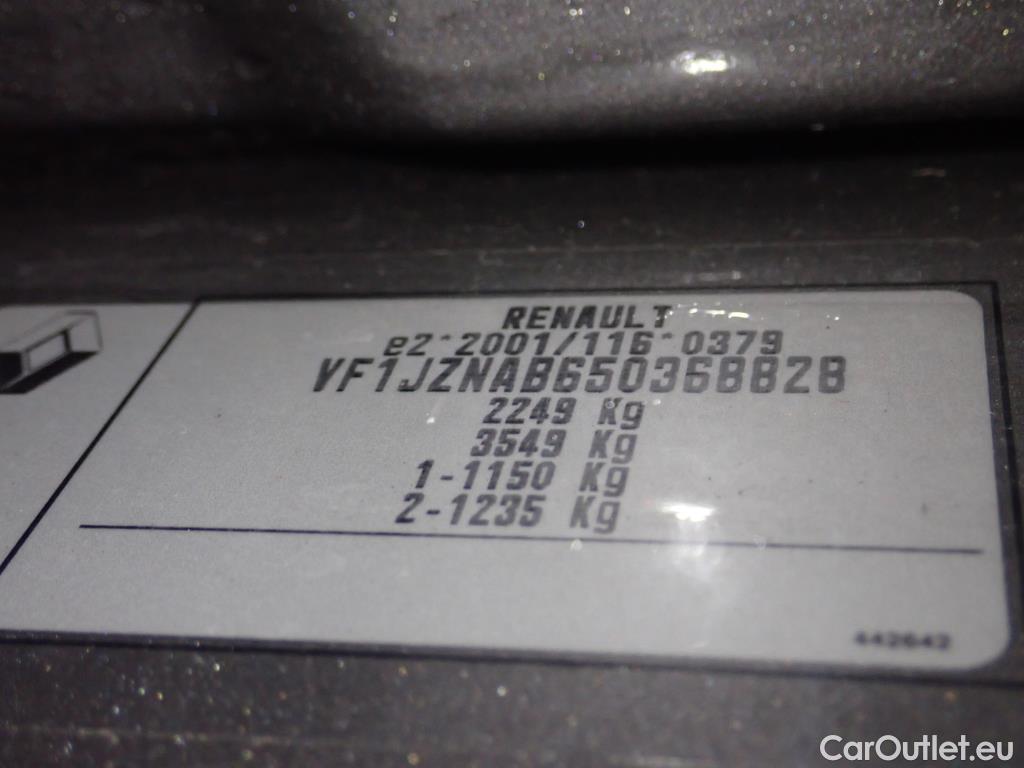 RENAULT
e2*2001/116*0379
VF1JZNAB650368828
2249 Kg
3549 Kg
1-1150 Kg
2-1235 Kg
442642
CarOutlet.eu